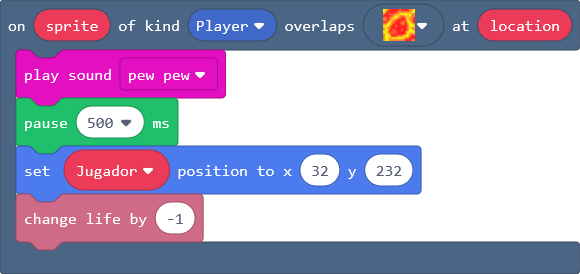 on sprite of kind Player overlaps at location
play sound pew pew
pause 500 ms
set Jugador position to x 32 y 232
change life by -1